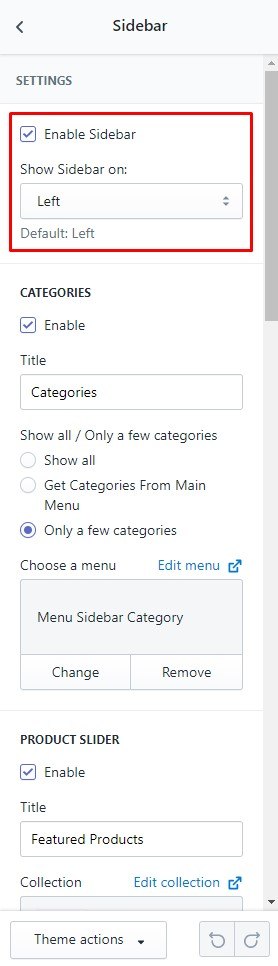 Sidebar
SETTINGS
Enable Sidebar
Show Sidebar on:
Left
Default: Left
CATEGORIES
Enable
Title
Categories
Show all / Only a few categories
Show all
Get Categories From Main
Menu
Only a few categories
Choose a menu Edit menu
Menu Sidebar Category
Change Remove
PRODUCT SLIDER
Enable
Title
Featured Products
Collection Edit collection
Theme actions